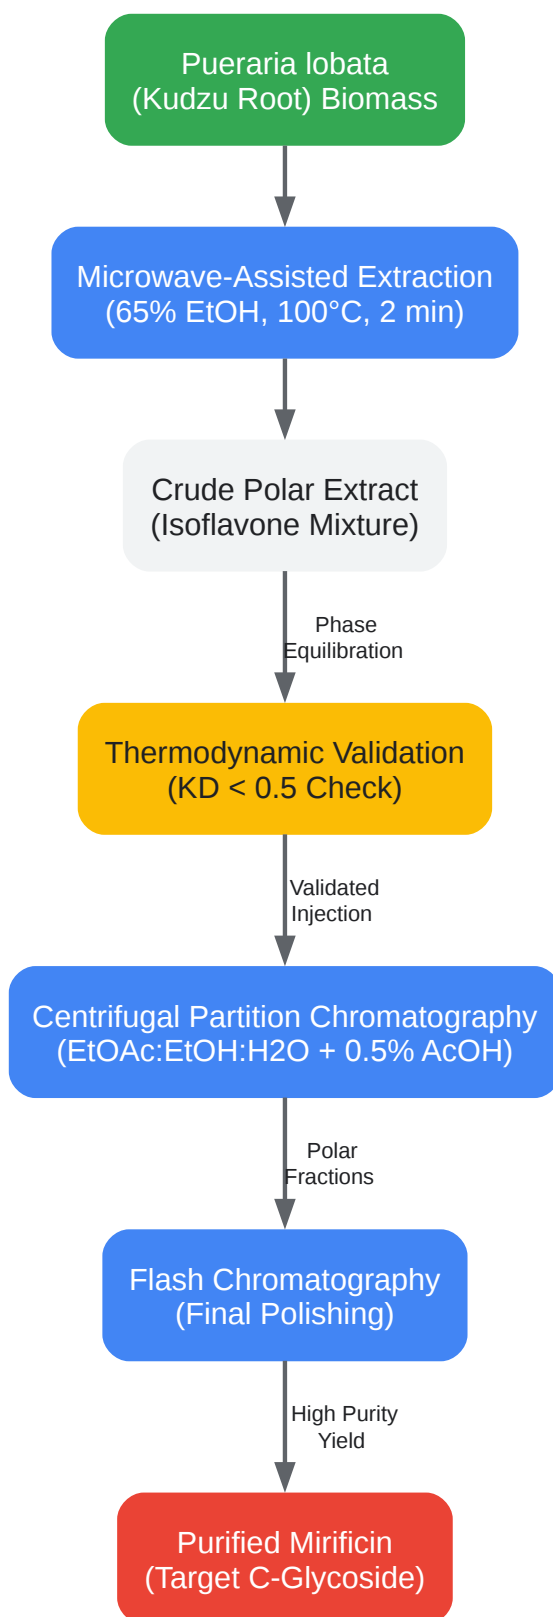 Pueraria lobata
(Kudzu Root) Biomass
Microwave-Assisted Extraction
(65% EtOH, 100°C, 2 min)
Crude Polar Extract
(Isoflavone Mixture)
Phase
Equilibration
Thermodynamic Validation
(KD < 0.5 Check)
Validated
Injection
Centrifugal Partition Chromatography
(EtOAc:EtOH:H2O + 0.5% AcOH)
Polar
Fractions
Flash Chromatography
(Final Polishing)
High Purity
Yield
Purified Mirificin
(Target C-Glycoside)